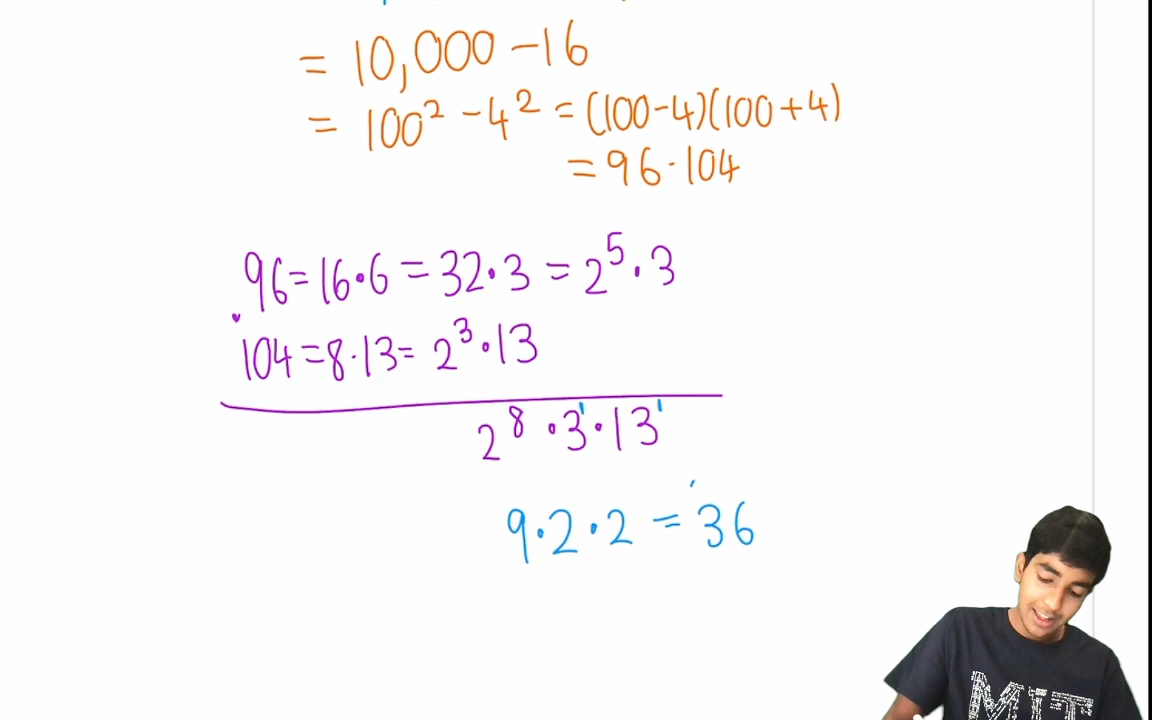 = 10,000 - 16
= 100² - 4² = (100-4)(100+4)
= 96·104
96 = 16·6 = 32·3 = 2⁵·3
104 = 8·13 = 2³·13
2⁸·3¹·13¹
9·2·2 = 36
MIT